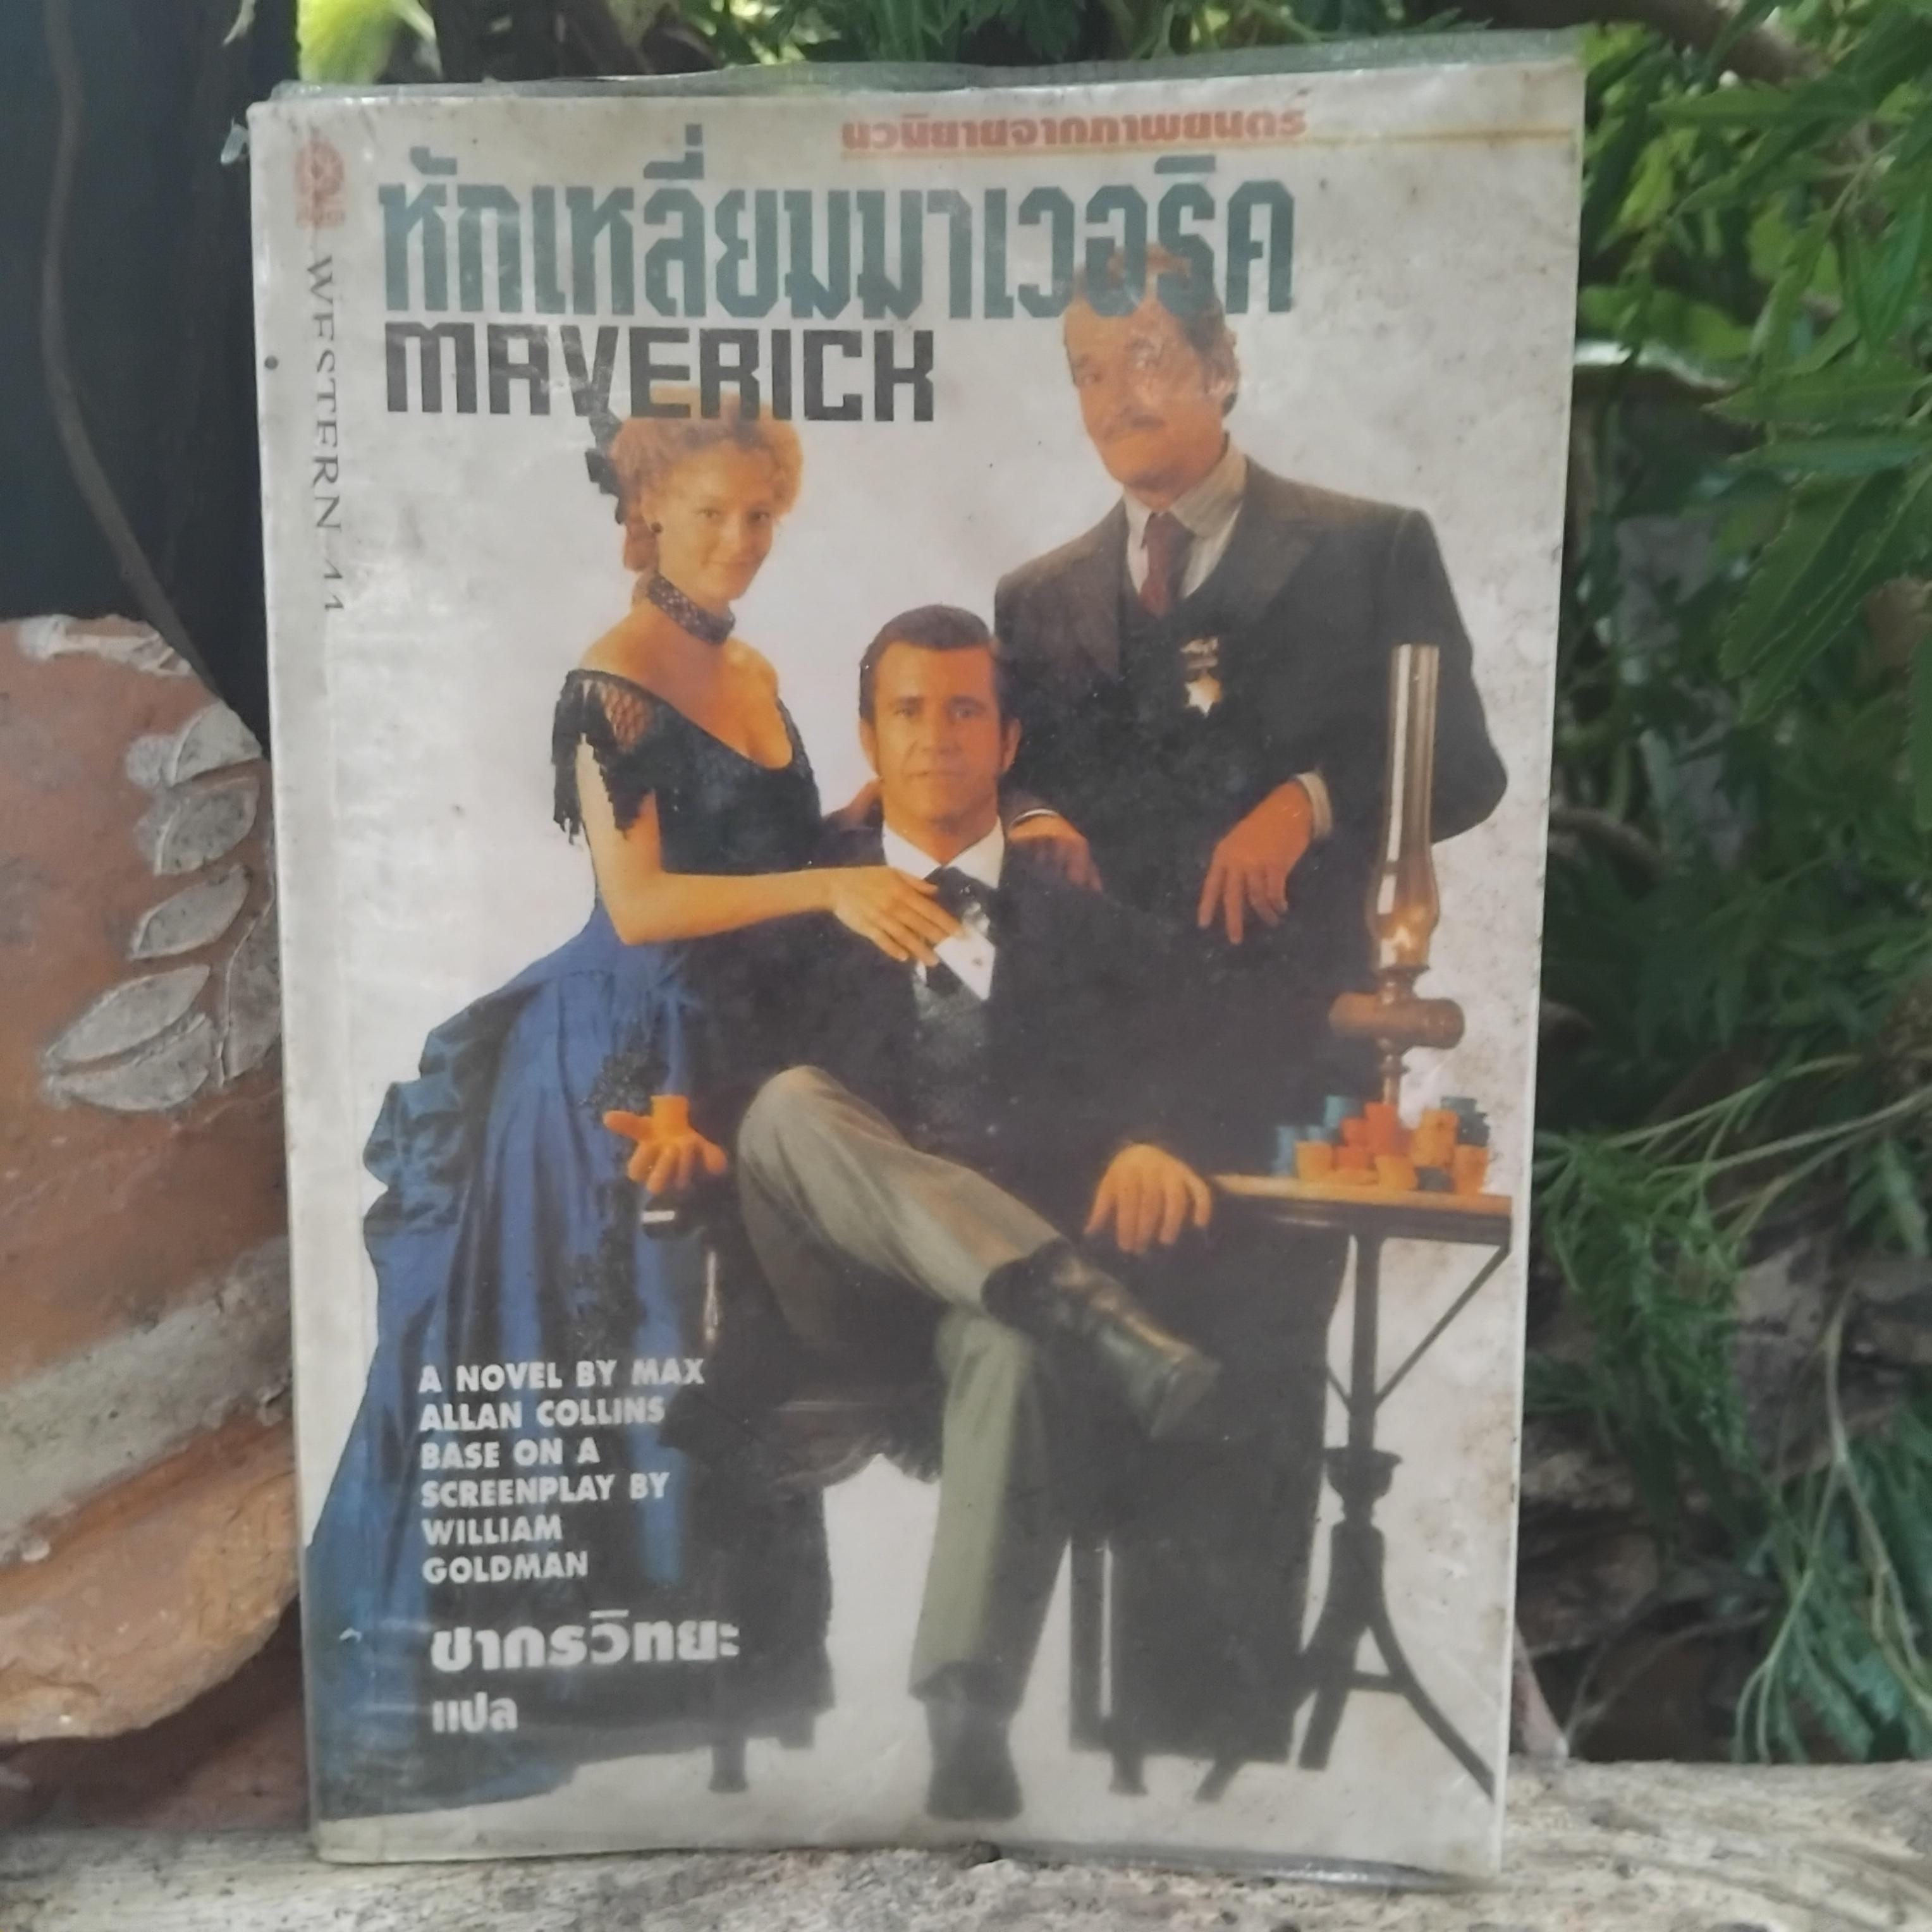 นวนิยายจากภาพยนตร์
หักเหลี่ยมมาเวอริค
MAVERICK
WESTERN 11
A NOVEL BY MAX
ALLAN COLLINS
BASE ON A
SCREENPLAY BY
WILLIAM
GOLDMAN
ชากรวิทยะ
แปล